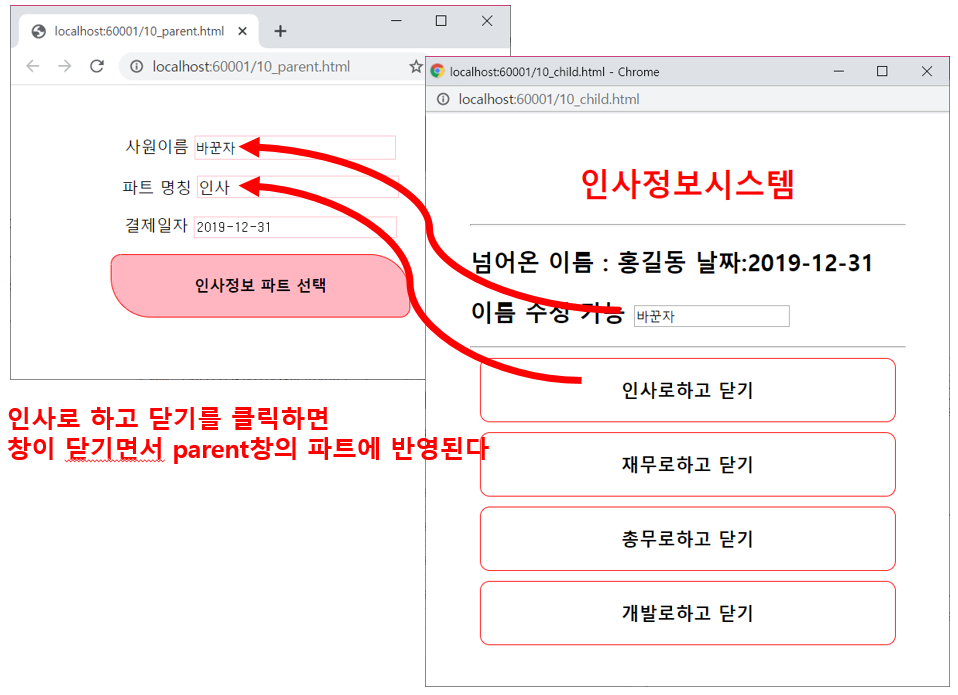 localhost:60001/10_parent.html
localhost:60001/10_parent.html
사원이름 바꾼자
파트 명칭 인사
결제일자 2019-12-31
인사정보 파트 선택
인사로 하고 닫기를 클릭하면
창이 닫기면서 parent창의 파트에 반영된다
localhost:60001/10_child.html - Chrome
localhost:60001/10_child.html
인사정보시스템
넘어온 이름 : 홍길동 날짜:2019-12-31
이름 수정 가능 바꾼자
인사로하고 닫기
재무로하고 닫기
총무로하고 닫기
개발로하고 닫기